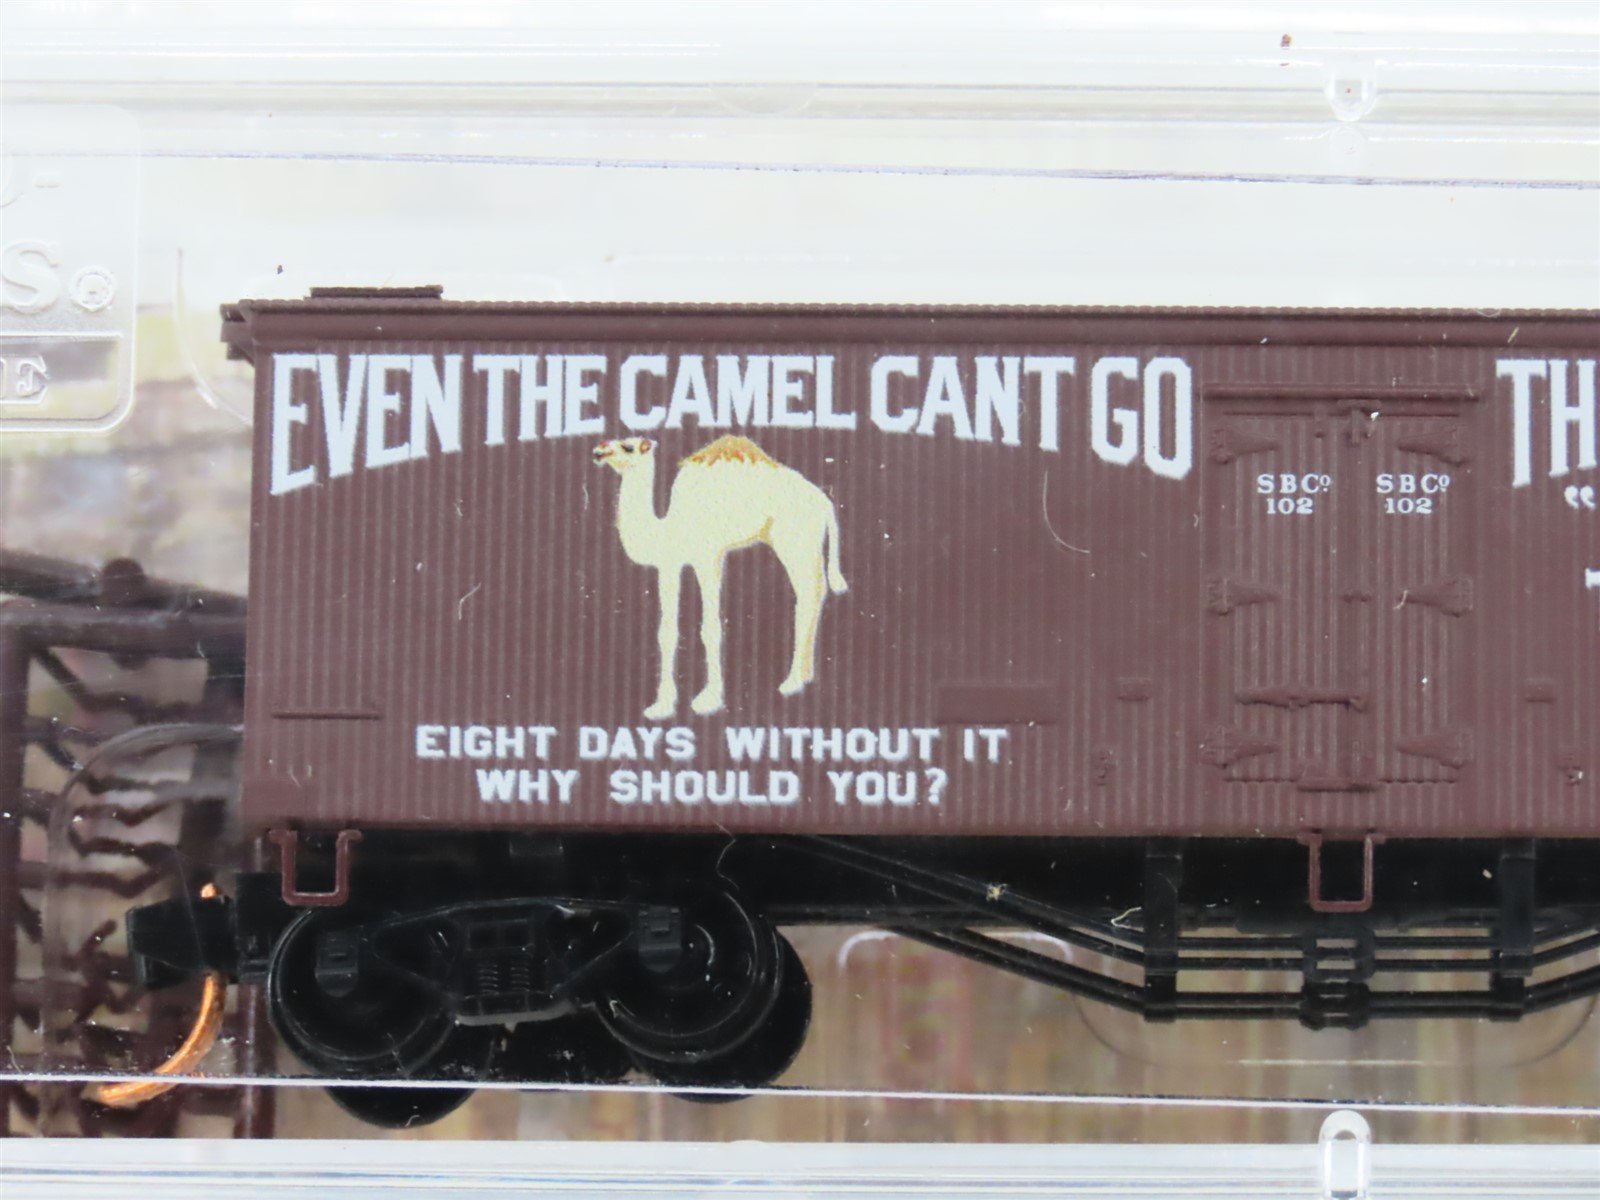 EVEN THE CAMEL CANT GO
EIGHT DAYS WITHOUT IT
WHY SHOULD YOU?
SBCO
102
SBCO
102
TH
"